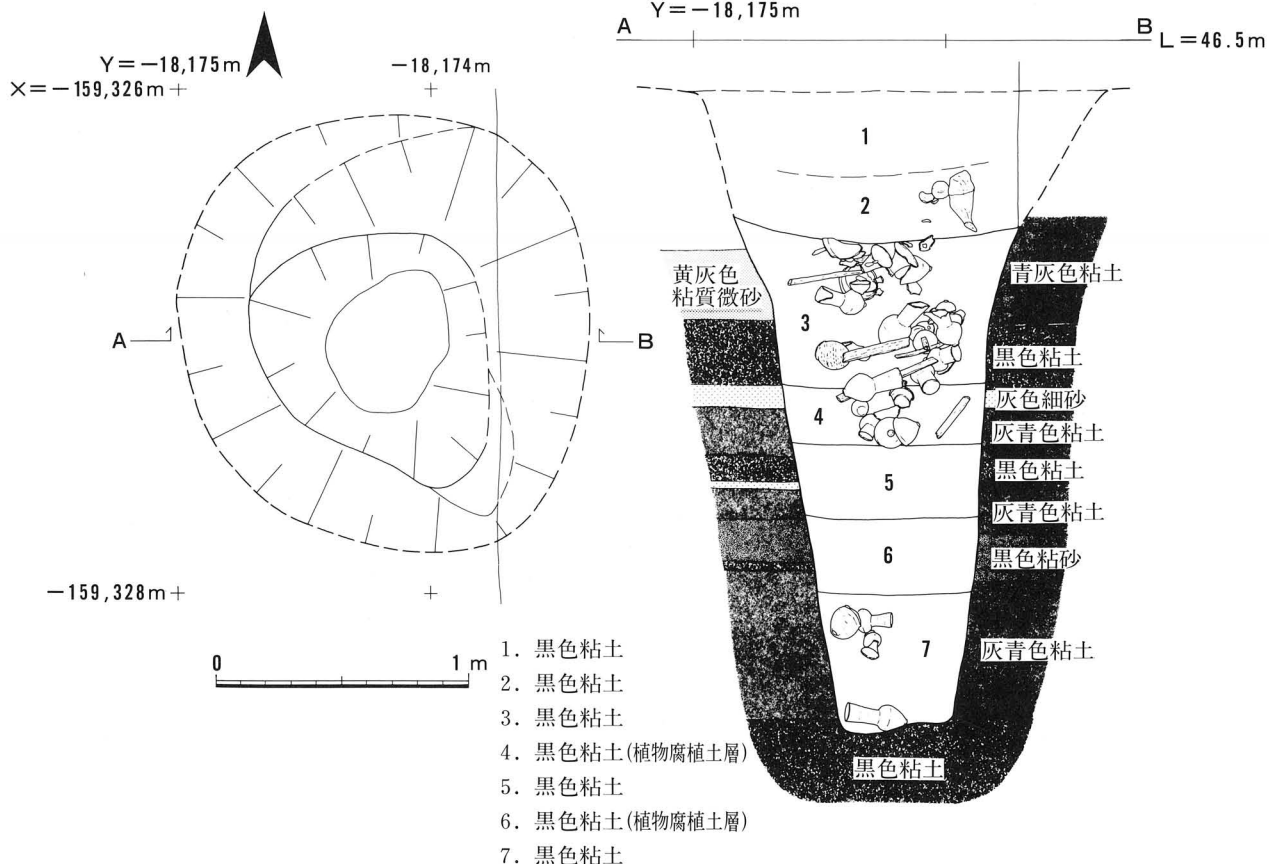 Y=−18,175m
−18,174m
X=−159,326m
A
B
−159,328m
0
1 m
1. 黒色粘土
2. 黒色粘土
3. 黒色粘土
4. 黒色粘土(植物腐植土層)
5. 黒色粘土
6. 黒色粘土(植物腐植土層)
7. 黒色粘土
Y=−18,175m
A
B
L=46.5m
1
2
3
4
5
6
7
黄灰色
粘質微砂
青灰色粘土
黒色粘土
灰色細砂
灰青色粘土
黒色粘土
灰青色粘土
黒色粘砂
灰青色粘土
黒色粘土